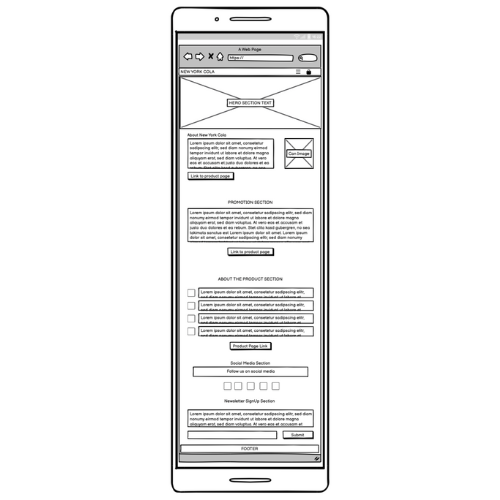 A Web Page
https://
NEW YORK COLA
HERO SECTION TEXT
About New York Cola
Lorem ipsum dolor sit amet, consetetur
sadipscing elitr, sed diam nonumy eirmod
tempor invidunt ut labore et dolore magna
aliquyam erat, sed diam voluptua. At vero
eos et accusam et justo duo dolores et ea
Can Image
Link to product page
PROMOTION SECTION
Lorem ipsum dolor sit amet, consetetur sadipscing elitr, sed diam
nonumy eirmod tempor invidunt ut labore et dolore magna
aliquyam erat, sed diam voluptua. At vero eos et accusam et
justo duo dolores et ea rebum. Stet clita kasd gubergren, no sea
takimata sanctus est Lorem ipsum dolor sit amet. Lorem ipsum
dolor sit amet, consetetur sadipscing elitr, sed diam nonumy
Link to product page
ABOUT THE PRODUCT SECTION
Lorem ipsum dolor sit amet, consetetur sadipscing elitr,
sed diam nonumy eirmod tempor invidunt ut labore et
Lorem ipsum dolor sit amet, consetetur sadipscing elitr,
sed diam nonumy eirmod tempor invidunt ut labore et
Lorem ipsum dolor sit amet, consetetur sadipscing elitr,
sed diam nonumy eirmod tempor invidunt ut labore et
Lorem ipsum dolor sit amet, consetetur sadipscing elitr,
sed diam nonumy eirmod tempor invidunt ut labore et
Product Page Link
Social Media Section
Follow us on social media
Newsletter SignUp Section
Lorem ipsum dolor sit amet, consetetur sadipscing elitr, sed diam
nonumy eirmod tempor invidunt ut labore et dolore magna
aliquyam erat, sed diam voluptua. At vero eos et accusam et
Submit
FOOTER